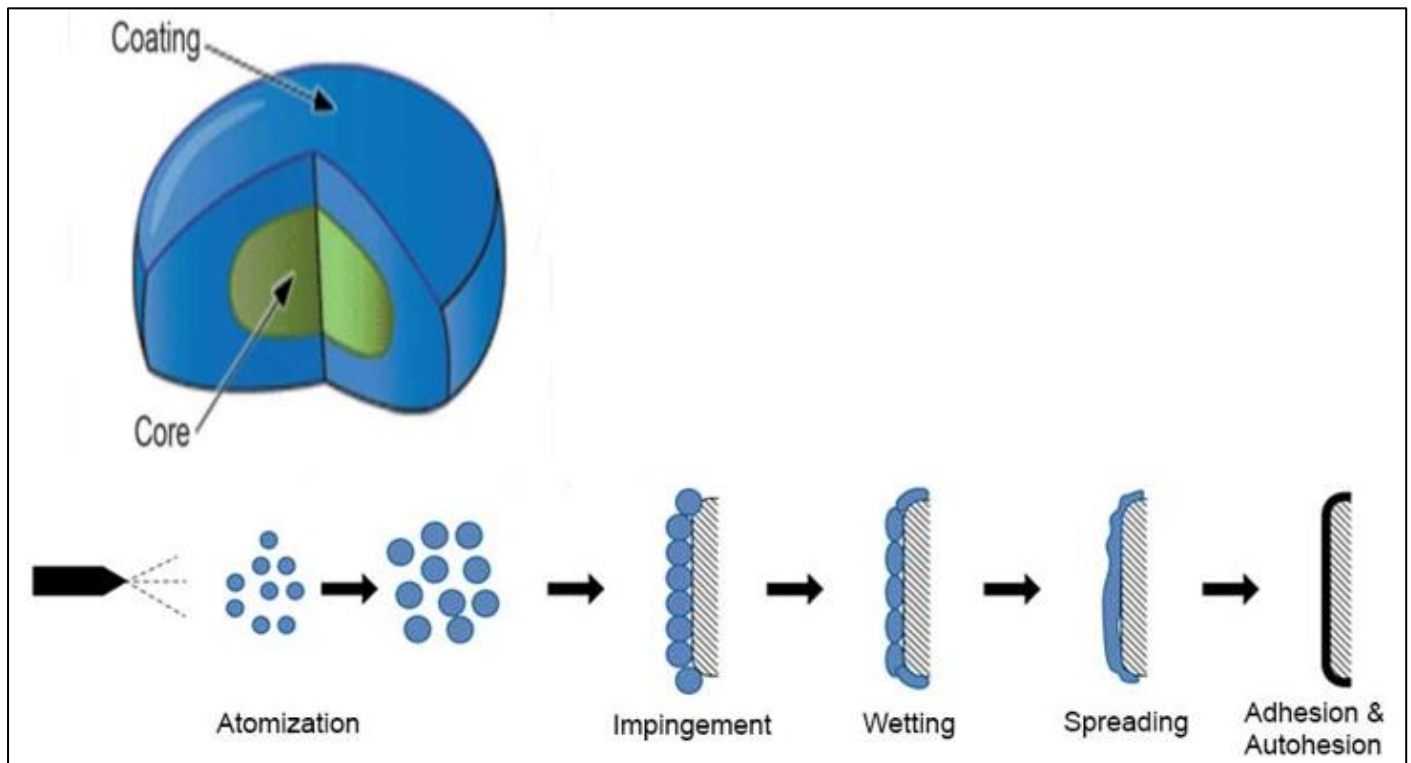 Coating
Core
Atomization
Impingement
Wetting
Spreading
Adhesion &
Autohesion